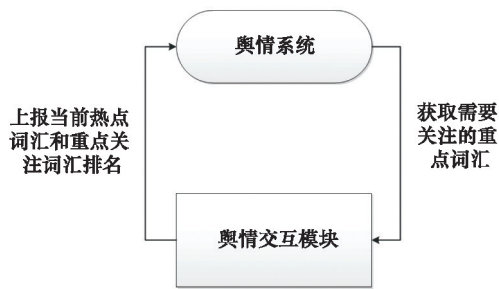 舆情系统
上报当前热点
词汇和重点关
注词汇排名
获取需要
关注的重
点词汇
舆情交互模块